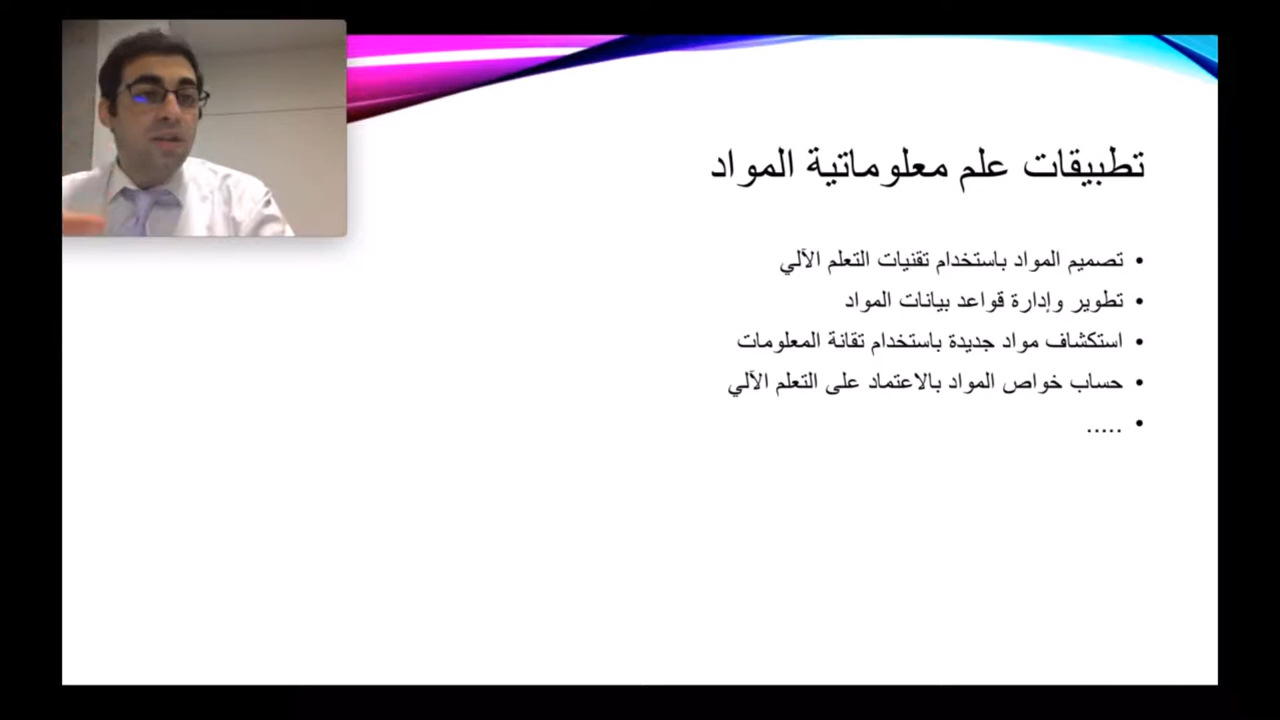 تطبيقات علم معلوماتية المواد
• تصميم المواد باستخدام تقنيات التعلم الآلي
• تطوير وإدارة قواعد بيانات المواد
• استكشاف مواد جديدة باستخدام تقانة المعلومات
• حساب خواص المواد بالاعتماد على التعلم الآلي
• .....